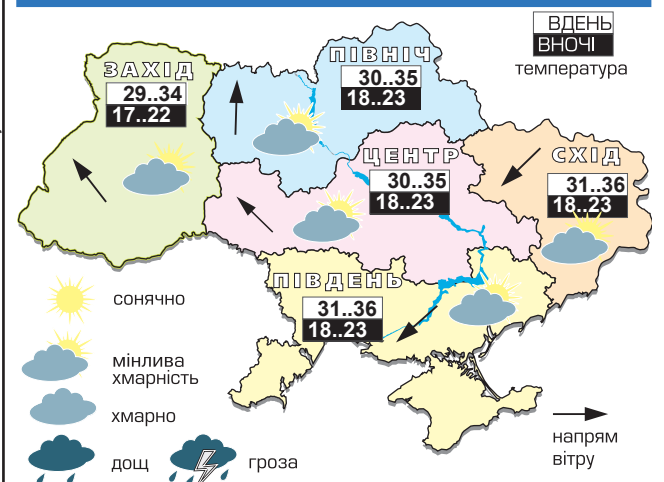 ВДЕНЬ
ВНОЧІ
температура
ПІВНІЧ
30..35
18..23
ЗАХІД
29..34
17..22
ЦЕНТР
30..35
18..23
СХІД
31..36
18..23
ПІВДЕНЬ
31..36
18..23
сонячно
мінлива
хмарність
хмарно
дощ
гроза
напрям
вітру